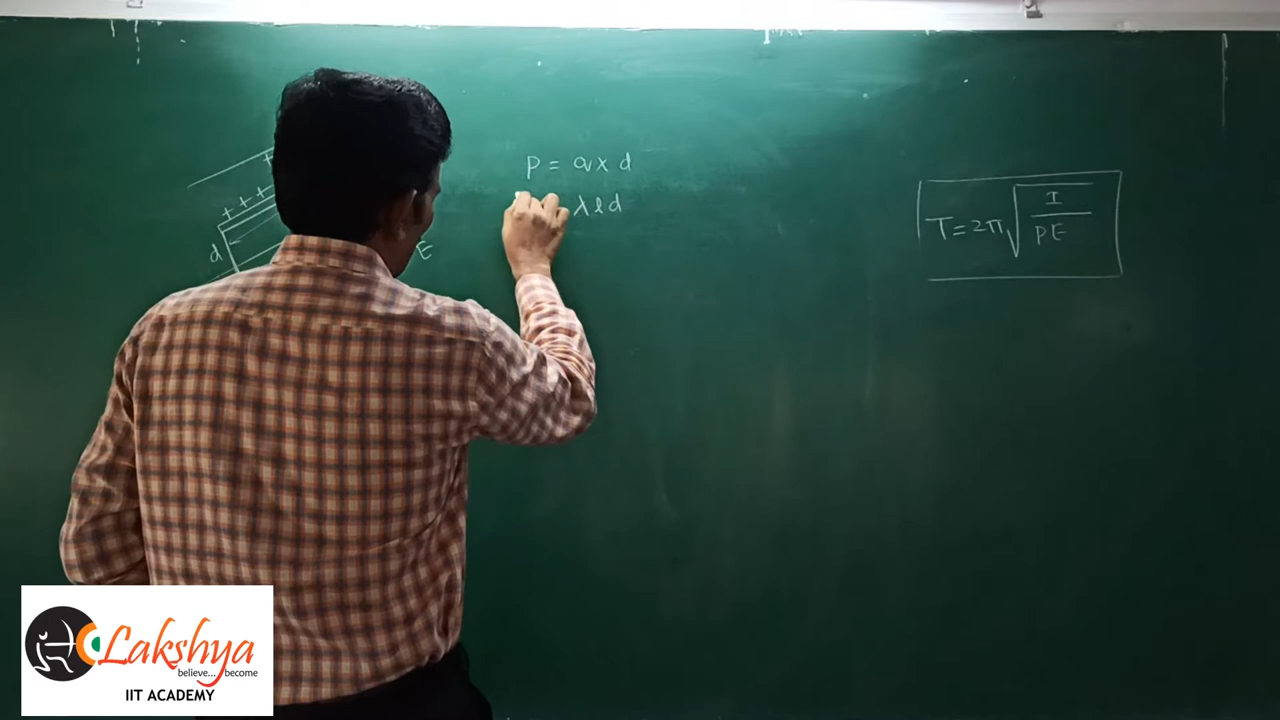 P = q x d
λ l d
d
E
T = 2π √ I / PE
Lakshya
believe... become
IIT ACADEMY